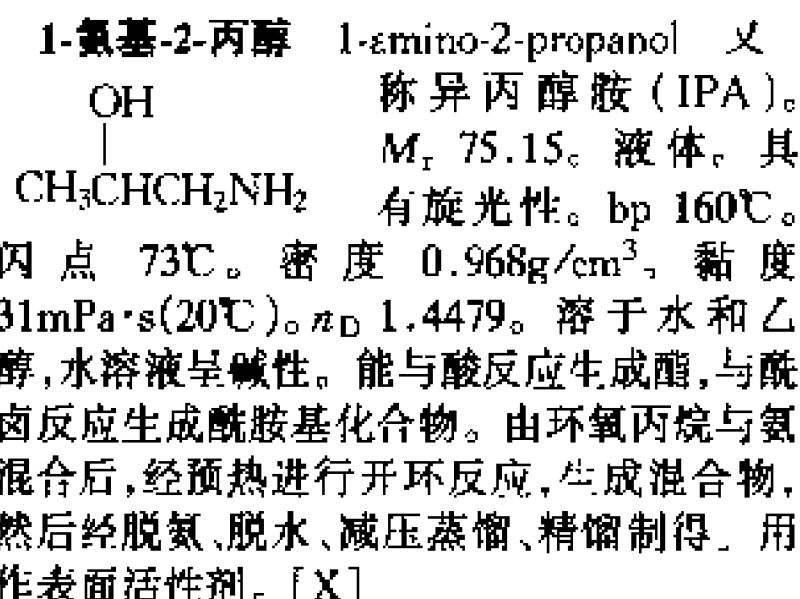 1-氨基-2-丙醇 1-amino-2-propanol 又
OH
称异丙醇胺(IPA)。
Mr 75.15。液体。具
CH₃CHCH₂NH₂
有旋光性。bp 160℃。
闪点 73℃。密度 0.968g/cm³、黏度
31mPa·s(20℃)。nD 1.4479。溶于水和乙
醇,水溶液呈碱性。能与酸反应生成酯,与酰
卤反应生成酰胺基化合物。由环氧丙烷与氨
混合后,经预热进行开环反应,生成混合物,
然后经脱氨、脱水、减压蒸馏、精馏制得。用
作表面活性剂。[X]